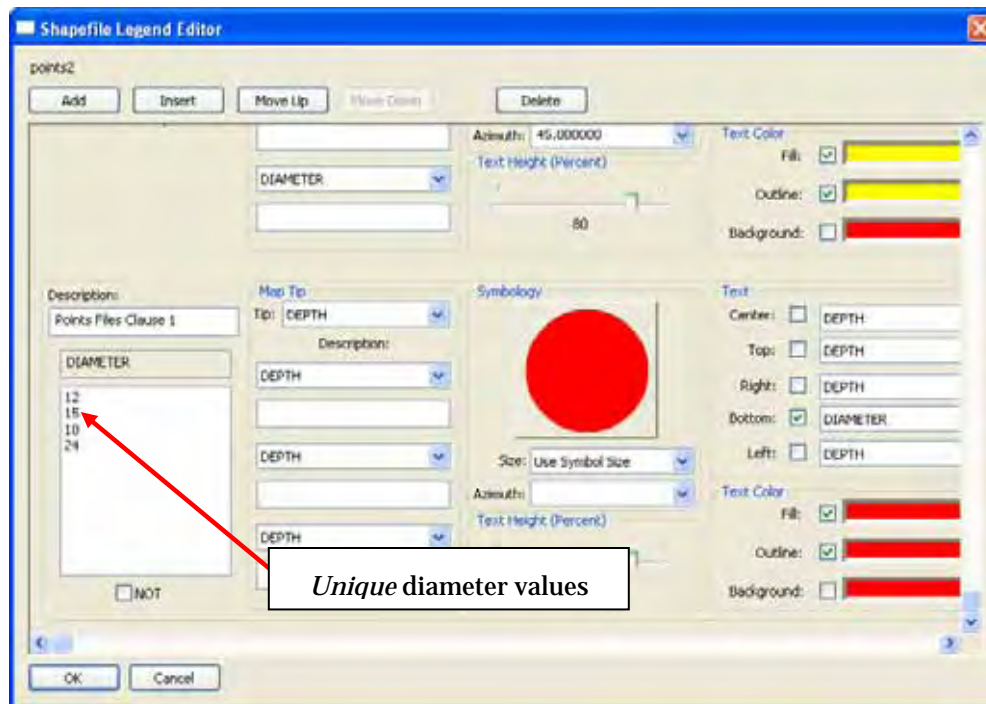 Shapefile Legend Editor
points2
Add Insert Move Up Move Down Delete
Azimuth: 45.000000
Text Height (Percent)
80
DIAMETER
Text Color
Fill:
Outline:
Background:
Description:
Points Files Clause 1
DIAMETER
12
15
10
24
NOT
Map Tip
Tip: DEPTH
Description:
DEPTH
DEPTH
DEPTH
Symbology
Size: Use Symbol Size
Azimuth:
Text Height (Percent)
Text
Center: DEPTH
Top: DEPTH
Right: DEPTH
Bottom: DIAMETER
Left: DEPTH
Text Color
Fill:
Outline:
Background:
Unique diameter values
OK Cancel